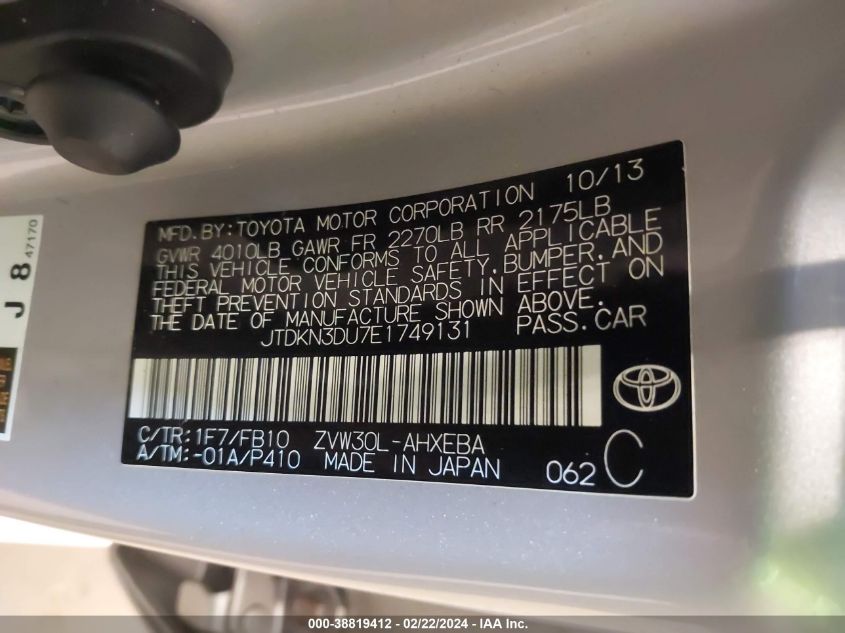 MFD. BY: TOYOTA MOTOR CORPORATION 10/13
GVWR 4010LB GAWR FR 2270LB RR 2175LB
THIS VEHICLE CONFORMS TO ALL APPLICABLE
FEDERAL MOTOR VEHICLE SAFETY, BUMPER, AND
THEFT PREVENTION STANDARDS IN EFFECT ON
THE DATE OF MANUFACTURE SHOWN ABOVE.
JTDKN3DU7E1749131 PASS. CAR
C/TR: 1F7/FB10 ZVW30L-AHXEBA
A/TM: -01A/P410 MADE IN JAPAN 062 C
J 8 47170
000-38819412 - 02/22/2024 - IAA Inc.